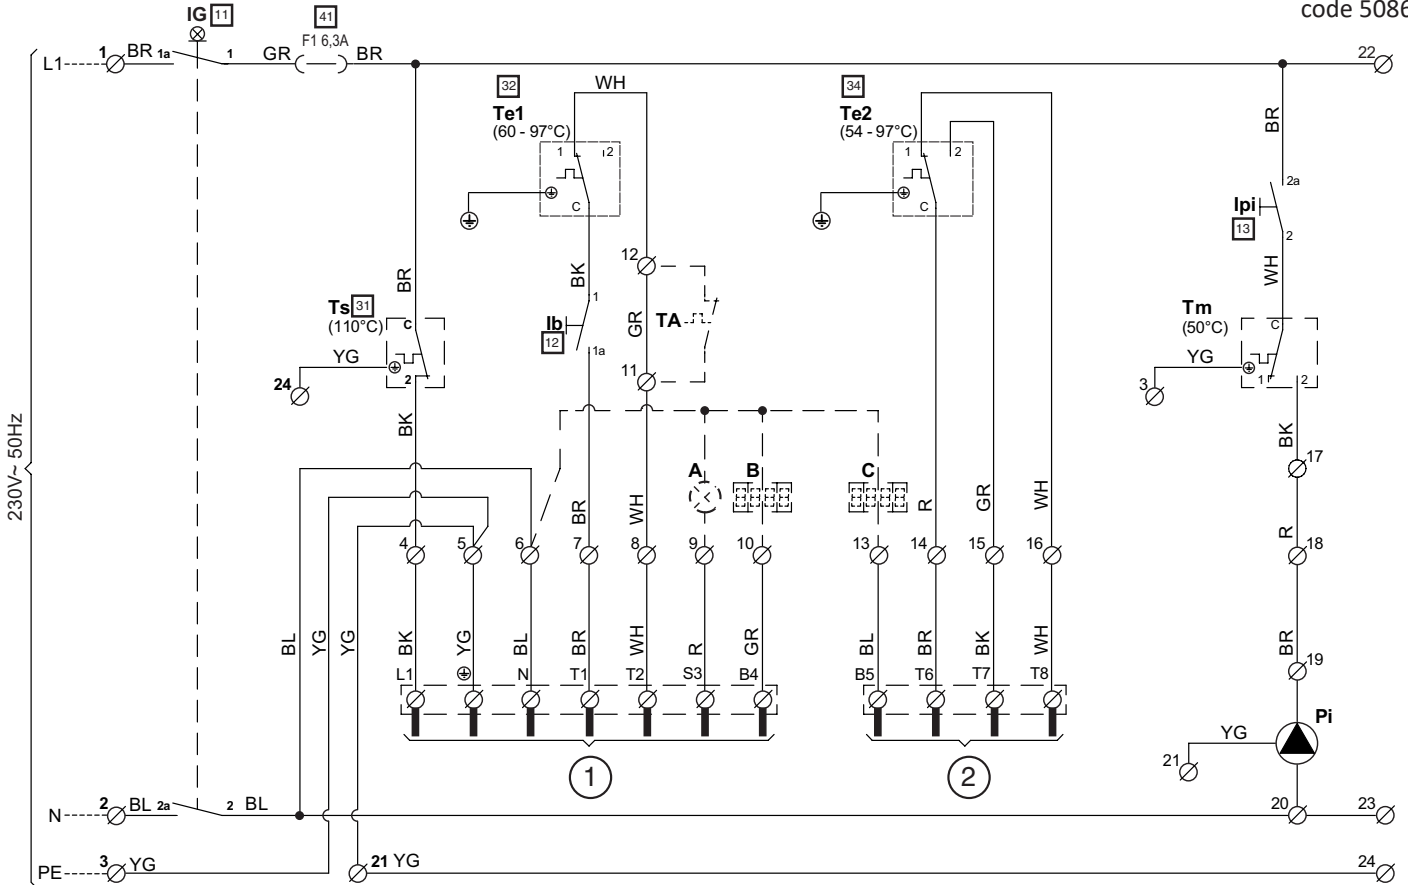 code 5086
IG 11
41
F1 6,3A
L1 1 BR 1a 1 GR BR 22
32
WH
34
Te1
(60 - 97°C)
Te2
(54 - 97°C)
1 2
C
1 2
C
BR
2a
Ipi
13
2
WH
12
BK
BR
Ts 31
(110°C)
C
2
YG
24
1
Ib
12
1a
GR
TA
11
Tm
(50°C)
C
1 2
YG
3
BK
BK
17
230V~ 50Hz
A B C
BR WH R GR WH
R
4 5 6 7 8 9 10 13 14 15 16 18
BL YG YG BK YG BL BR WH R GR BL BR BK WH BR
19
L1 N T1 T2 S3 B4 B5 T6 T7 T8
Pi
YG
21
1 2
N 2 BL 2a 2 BL 20 23
PE 3 YG 21 YG 24